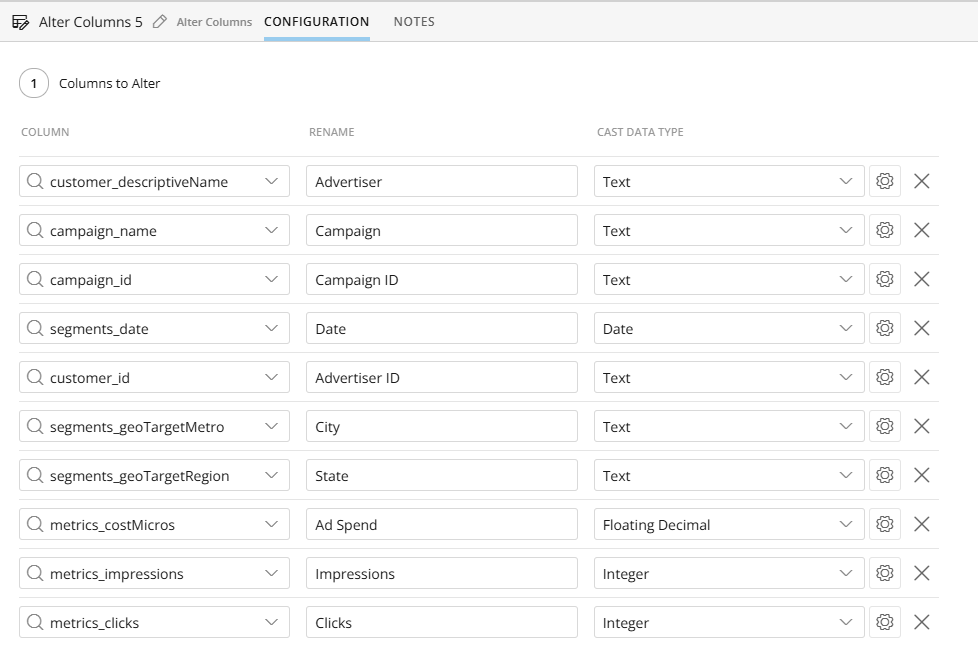 Alter Columns 5 Alter Columns CONFIGURATION NOTES
1 Columns to Alter
COLUMN RENAME CAST DATA TYPE
customer_descriptiveName Advertiser Text
campaign_name Campaign Text
campaign_id Campaign ID Text
segments_date Date Date
customer_id Advertiser ID Text
segments_geoTargetMetro City Text
segments_geoTargetRegion State Text
metrics_costMicros Ad Spend Floating Decimal
metrics_impressions Impressions Integer
metrics_clicks Clicks Integer